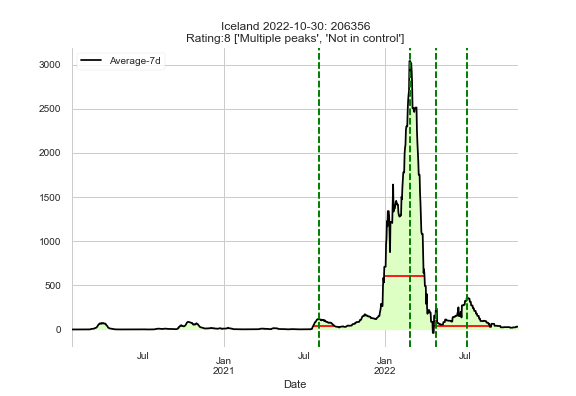 Iceland 2022-10-30: 206356
Rating:8 ['Multiple peaks', 'Not in control']
Average-7d
3000
2500
2000
1500
1000
500
0
Jul
Jan
2021
Jul
Jan
2022
Jul
Date